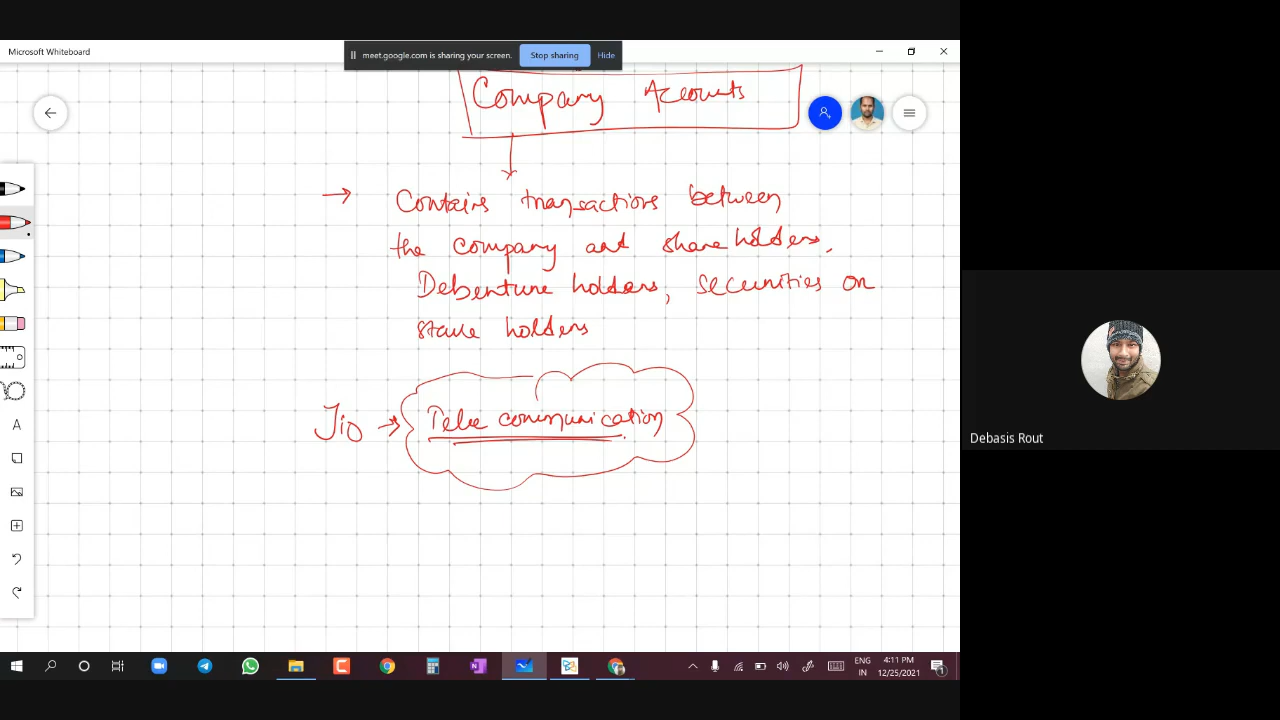 Microsoft Whiteboard
meet.google.com is sharing your screen.
Stop sharing
Hide
Company Accounts
→ Contains transactions between
the company and share holders,
Debenture holders, securities on
stake holders
Jio → Tele communication
Debasis Rout
A
ENG
IN
4:11 PM
12/25/2021
1